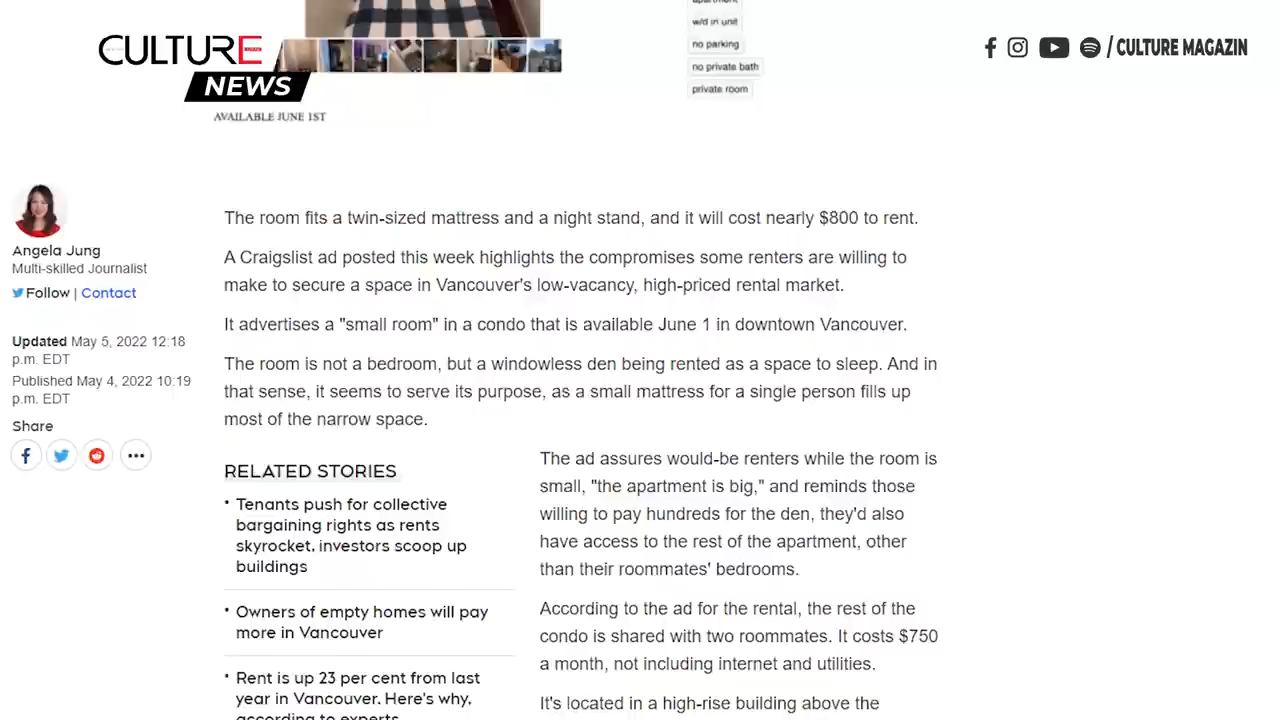 CULTURE
NEWS
apartment
w/d in unit
no parking
no private bath
private room
/ CULTURE MAGAZIN
AVAILABLE JUNE 1ST
Angela Jung
Multi-skilled Journalist
Follow | Contact
Updated May 5, 2022 12:18
p.m. EDT
Published May 4, 2022 10:19
p.m. EDT
Share
The room fits a twin-sized mattress and a night stand, and it will cost nearly $800 to rent.
A Craigslist ad posted this week highlights the compromises some renters are willing to
make to secure a space in Vancouver's low-vacancy, high-priced rental market.
It advertises a "small room" in a condo that is available June 1 in downtown Vancouver.
The room is not a bedroom, but a windowless den being rented as a space to sleep. And in
that sense, it seems to serve its purpose, as a small mattress for a single person fills up
most of the narrow space.
RELATED STORIES
Tenants push for collective
bargaining rights as rents
skyrocket, investors scoop up
buildings
Owners of empty homes will pay
more in Vancouver
Rent is up 23 per cent from last
year in Vancouver. Here's why,
according to experts
The ad assures would-be renters while the room is
small, "the apartment is big," and reminds those
willing to pay hundreds for the den, they'd also
have access to the rest of the apartment, other
than their roommates' bedrooms.
According to the ad for the rental, the rest of the
condo is shared with two roommates. It costs $750
a month, not including internet and utilities.
It's located in a high-rise building above the